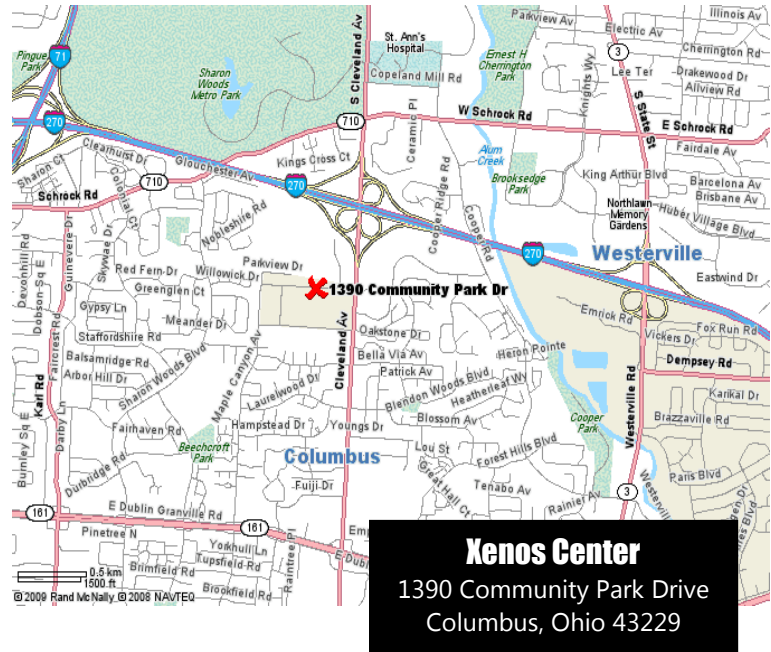 Illinois Av
Parkview Av
Electric Av
Cherrington Rd
Lee Ter
Drakewood Dr
Allview Rd
3
Knights Wy
S State St
Ernest H
Cherrington
Park
St. Ann's
Hospital
Copeland Mill Rd
S Cleveland Av
71
Sharon
Woods
Metro Park
270
710
W Schrock Rd
E Schrock Rd
Fairdale Av
Ceramic Pl
Alum
Creek
Brooksedge
Park
King Arthur Blvd
Barcelona Av
Brisbane Av
Huber Village Blvd
Northlawn
Memory
Gardens
Clearhurst Dr
Glouchester Av
Kings Cross Ct
Sharon Ct
Colonial Ct
710
Schrock Rd
270
Cooper Ridge Rd
Cooper Rd
Nobleshire Rd
Skywae Dr
Guinevere Dr
Devonhill Rd
Dobson Sq E
270
Westerville
Eastwind Dr
Parkview Dr
Red Fern Dr
Willowick Dr
Greenglen Ct
1390 Community Park Dr
Gypsy Ln
Meander Dr
Staffordshire Rd
Emrick Rd
Vickers Dr
Fox Run Rd
Dempsey Rd
Oakstone Dr
Bella Via Av
Patrick Av
Heron Pointe
Balsamridge Rd
Arbor Hill Dr
Sharon Woods Blvd
Maple Canyon Av
Cleveland Av
Faircrest Rd
Karl Rd
Darby Ln
Burnley Sq E
Laurelwood Dr
Blendon Woods Blvd
Heatherleaf Wy
Karikal Dr
Brazzaville Rd
Westerville Rd
Cooper
Park
Blossom Av
Fairhaven Rd
Hampstead Dr
Youngs Dr
Beechcroft
Park
Columbus
Lou St
Forest Hills Blvd
Great Hall Ct
Tenabo Av
Rainier Av
Paris Blvd
Durbridge Rd
Fuiji Dr
3
161
E Dublin Granville Rd
161
Pinetree N
Yorkhull Ln
Tupsfield Rd
Brimfield Rd
Brookfield Rd
Raintree Pl
0.5 km
1500 ft
© 2009 Rand McNally © 2008 NAVTEQ
Xenos Center
1390 Community Park Drive
Columbus, Ohio 43229